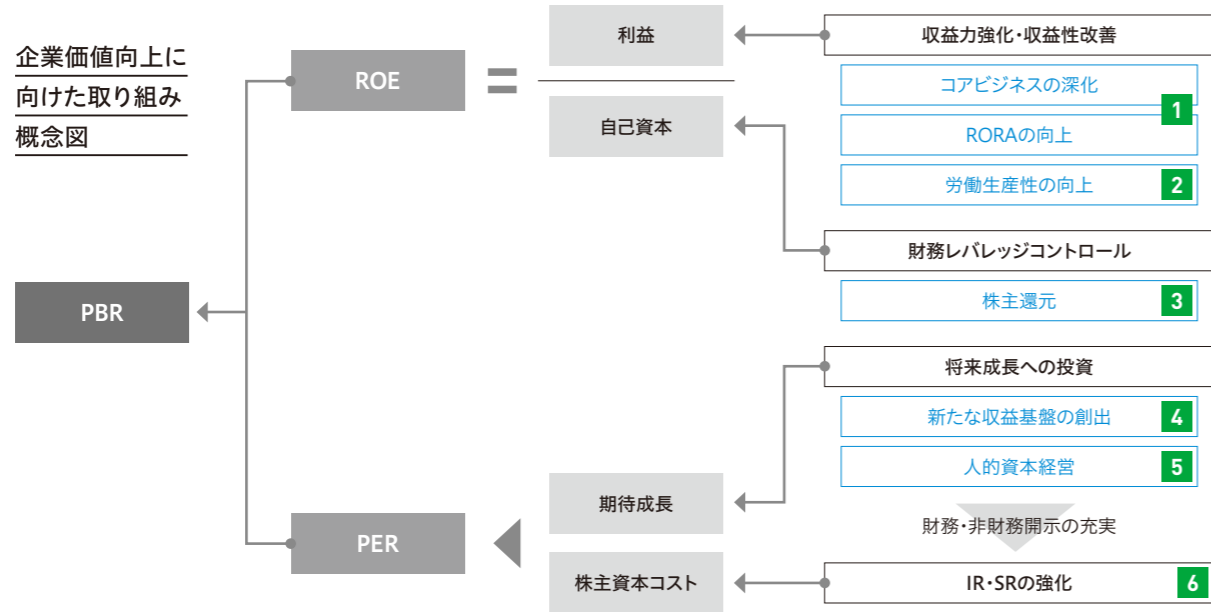 企業価値向上に
向けた取り組み
概念図
PBR
ROE
=
利益
自己資本
収益力強化・収益性改善
コアビジネスの深化
1
RORAの向上
労働生産性の向上
2
財務レバレッジコントロール
株主還元
3
PER
期待成長
株主資本コスト
将来成長への投資
新たな収益基盤の創出
4
人的資本経営
5
財務・非財務開示の充実
IR・SRの強化
6